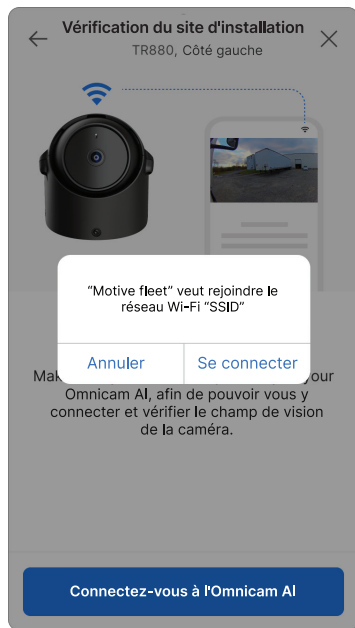 Vérification du site d'installation
TR880, Côté gauche
“Motive fleet” veut rejoindre le
réseau Wi-Fi “SSID”
Annuler
Se connecter
your
Omnicam AI, afin de pouvoir vous y
connecter et vérifier le champ de vision
de la caméra.
Connectez-vous à l'Omnicam AI